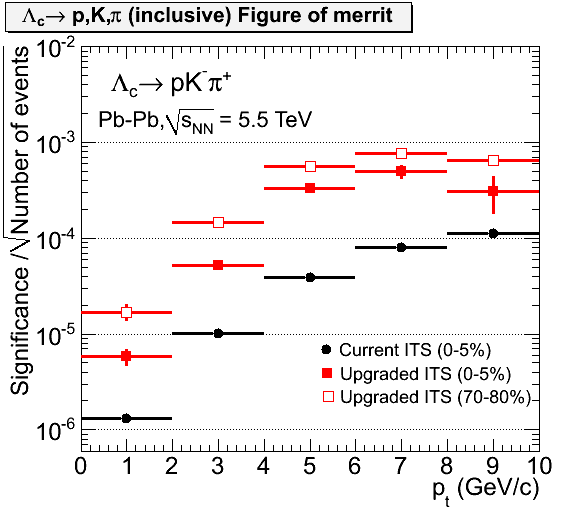 Λc→ p,K,π (inclusive) Figure of merrit
Significance /√Number of events
10⁻²
10⁻³
10⁻⁴
10⁻⁵
10⁻⁶
Λc→ pK⁻π⁺
Pb-Pb,√sNN = 5.5 TeV
Current ITS (0-5%)
Upgraded ITS (0-5%)
Upgraded ITS (70-80%)
0 1 2 3 4 5 6 7 8 9 10
pt (GeV/c)